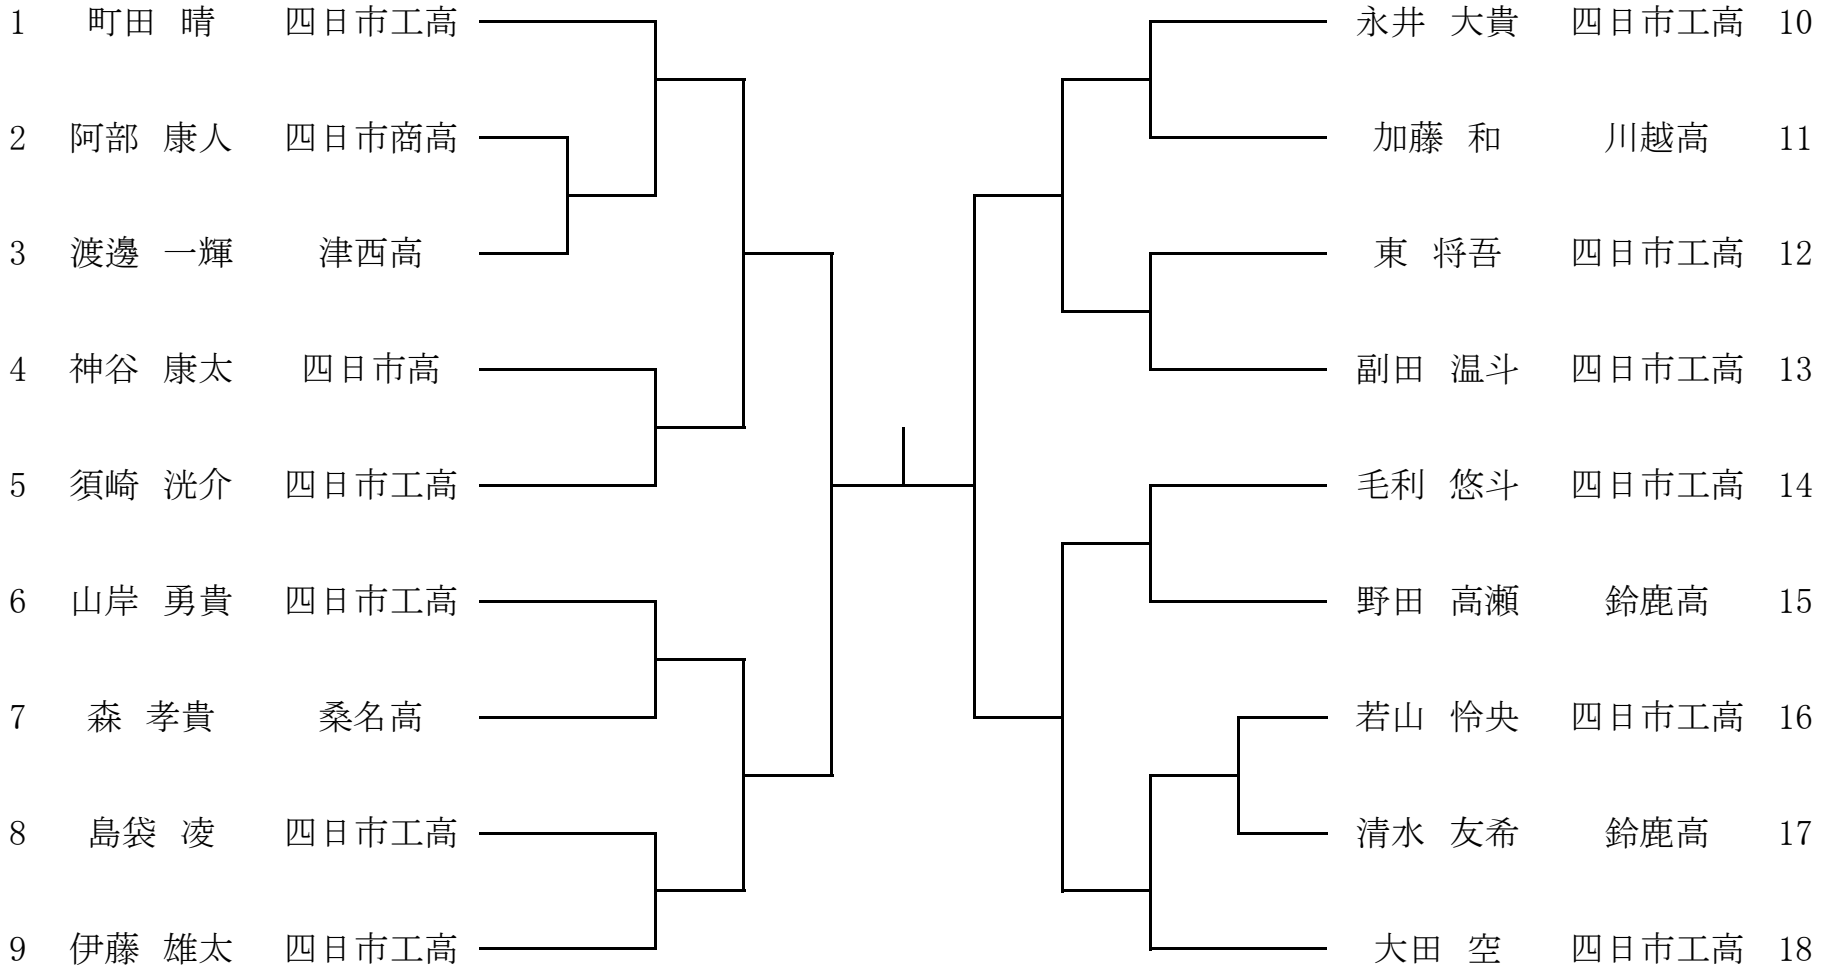 1 町田 晴 四日市工高 永井 大貴 四日市工高 10
2 阿部 康人 四日市商高 加藤 和 川越高 11
3 渡邊 一輝 津西高 東 将吾 四日市工高 12
4 神谷 康太 四日市高 副田 温斗 四日市工高 13
5 須崎 洸介 四日市工高 毛利 悠斗 四日市工高 14
6 山岸 勇貴 四日市工高 野田 高瀬 鈴鹿高 15
7 森 孝貴 桑名高 若山 怜央 四日市工高 16
8 島袋 凌 四日市工高 清水 友希 鈴鹿高 17
9 伊藤 雄太 四日市工高 大田 空 四日市工高 18